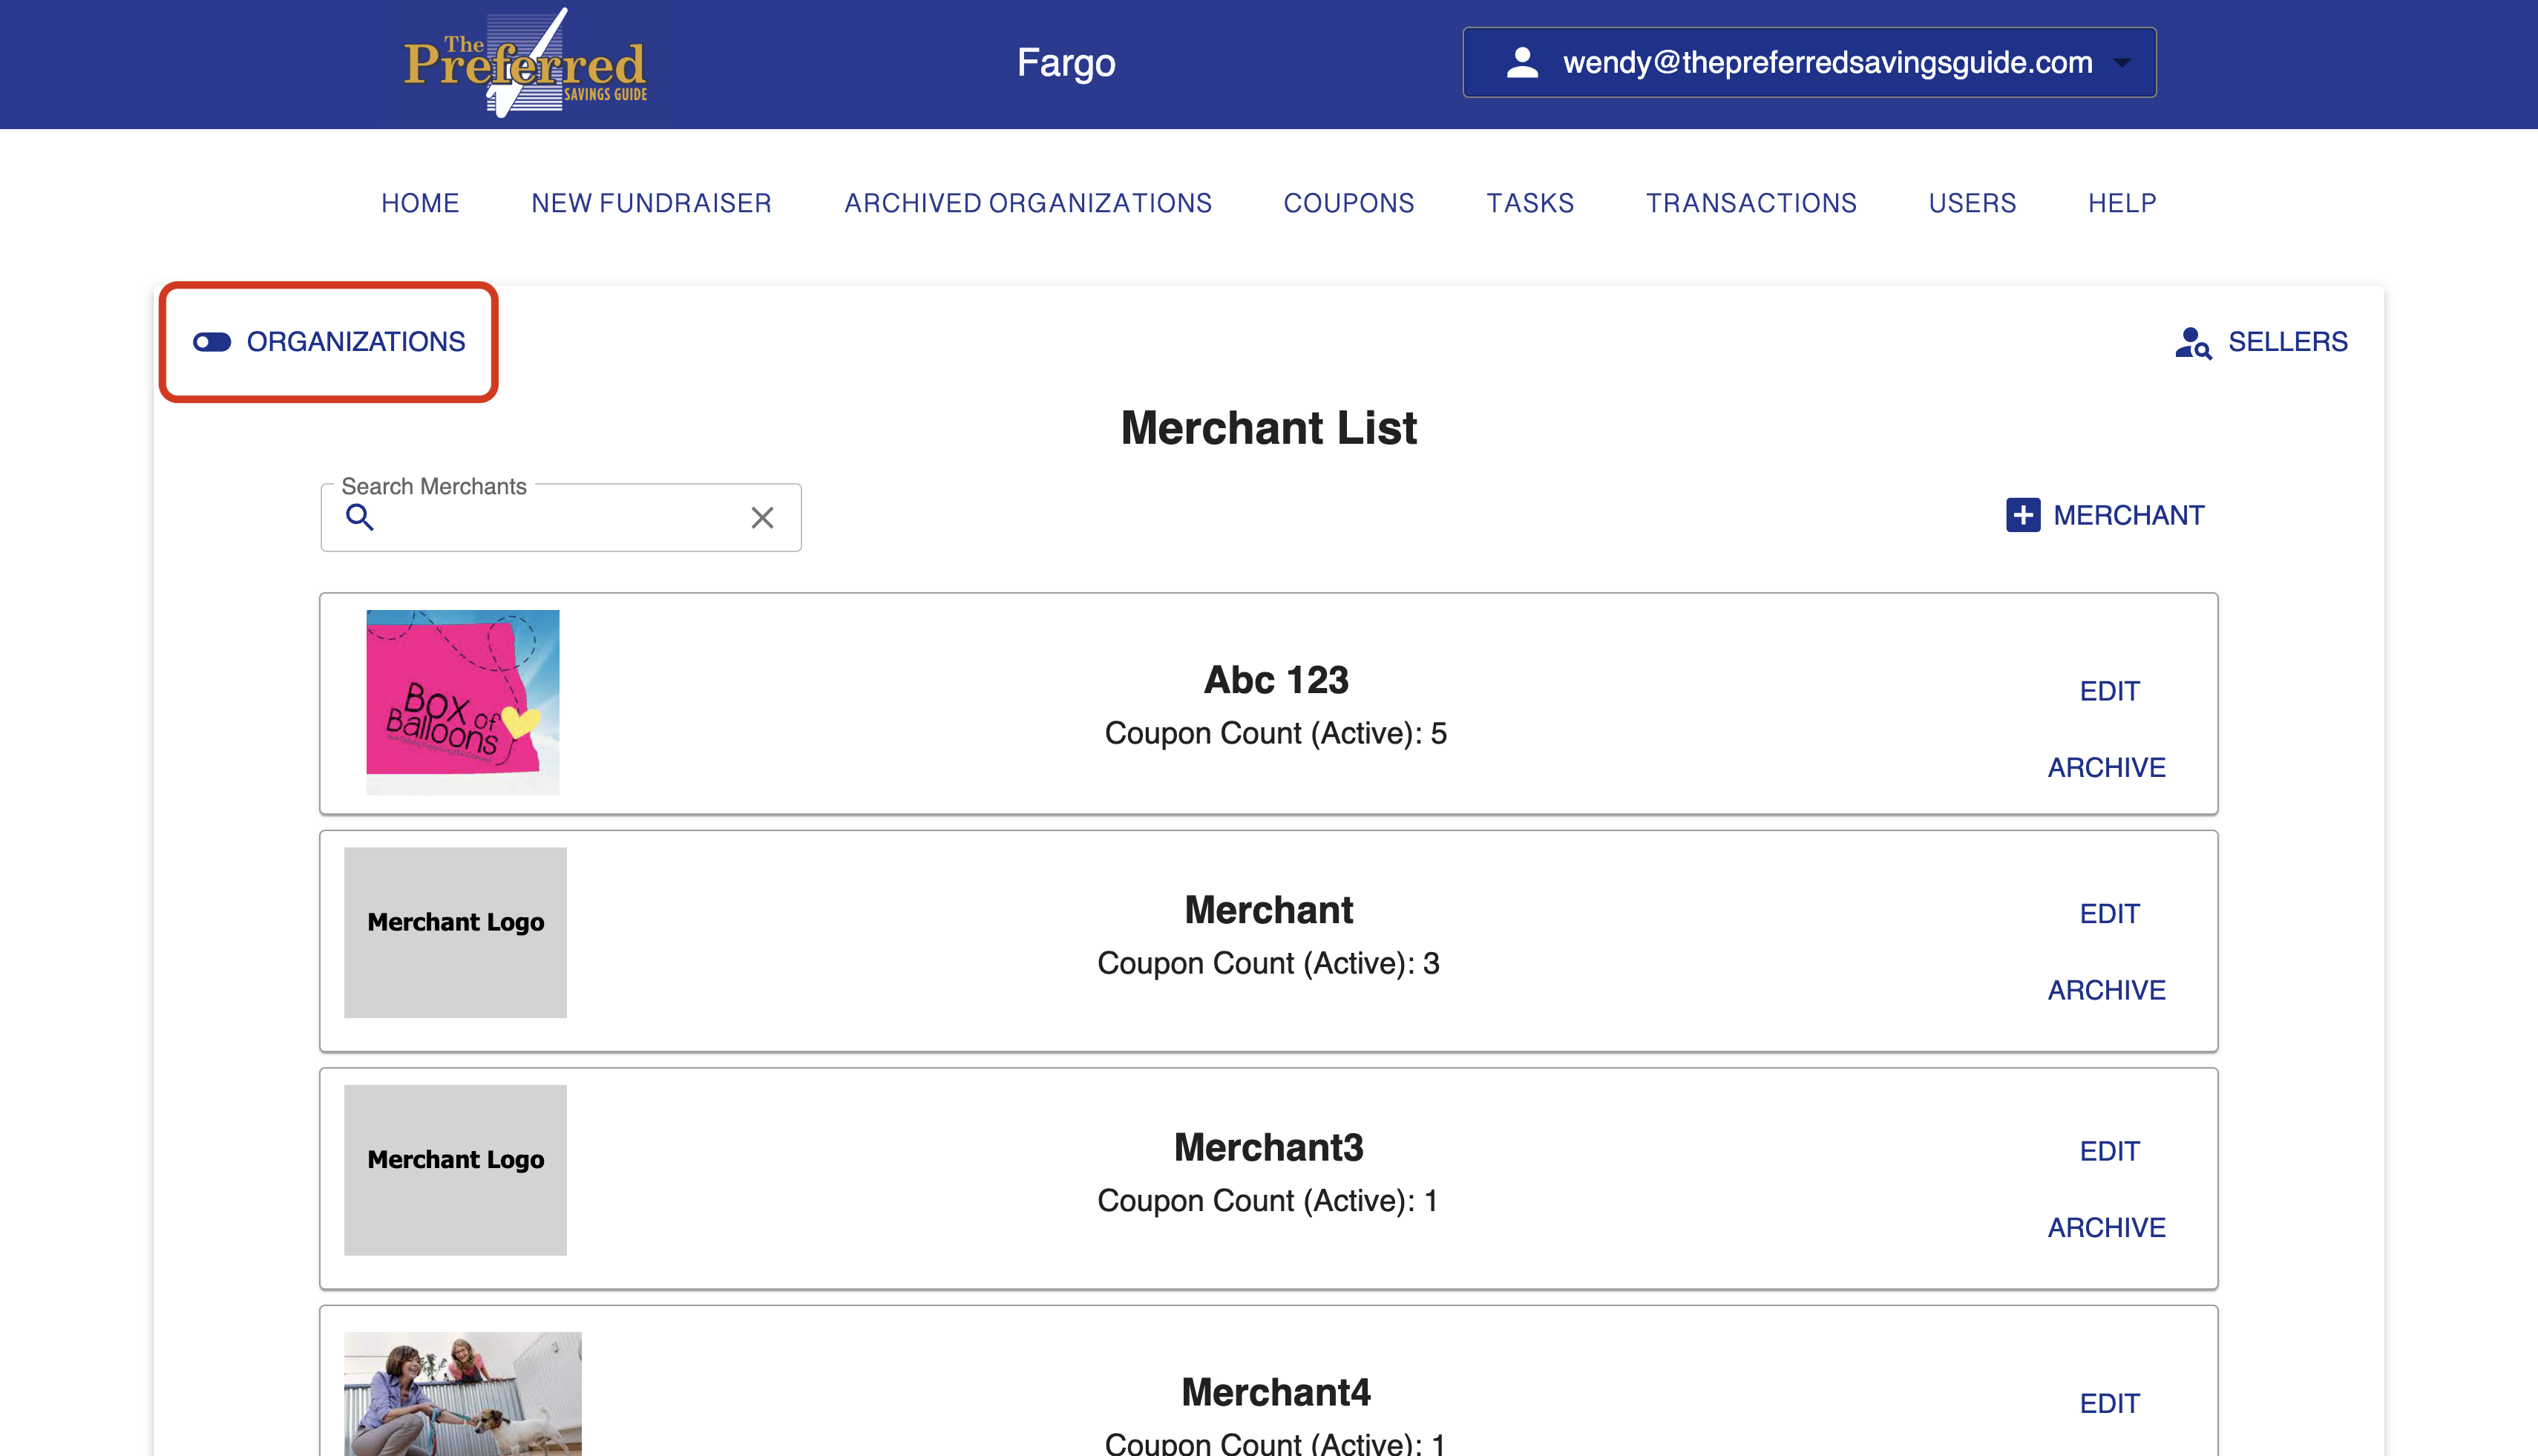 The
Preferred
SAVINGS GUIDE
Fargo
wendy@thepreferredsavingsguide.com
HOME
NEW FUNDRAISER
ARCHIVED ORGANIZATIONS
COUPONS
TASKS
TRANSACTIONS
USERS
HELP
ORGANIZATIONS
SELLERS
Merchant List
Search Merchants
MERCHANT
Box of
Balloons
Abc 123
Coupon Count (Active): 5
EDIT
ARCHIVE
Merchant Logo
Merchant
Coupon Count (Active): 3
EDIT
ARCHIVE
Merchant Logo
Merchant3
Coupon Count (Active): 1
EDIT
ARCHIVE
Merchant4
Coupon Count (Active): 1
EDIT